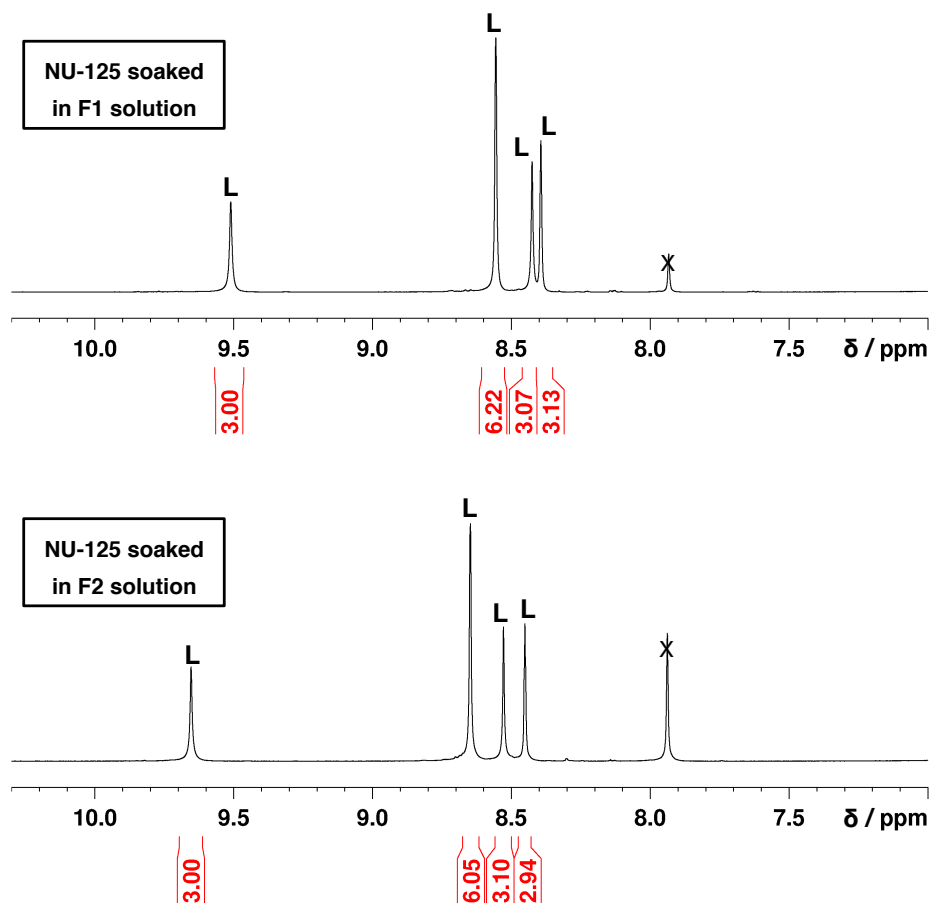 L
NU-125 soaked
in F1 solution
L
L
L
X
10.0 9.5 9.0 8.5 8.0 7.5 δ / ppm
3.00 6.22 3.07 3.13
L
NU-125 soaked
in F2 solution
L L
L
X
10.0 9.5 9.0 8.5 8.0 7.5 δ / ppm
3.00 6.05 3.10 2.94